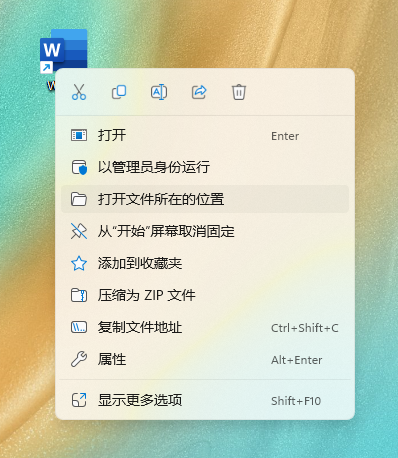 W
打开 Enter
以管理员身份运行
打开文件所在的位置
从"开始"屏幕取消固定
添加到收藏夹
压缩为 ZIP 文件
复制文件地址 Ctrl+Shift+C
属性 Alt+Enter
显示更多选项 Shift+F10